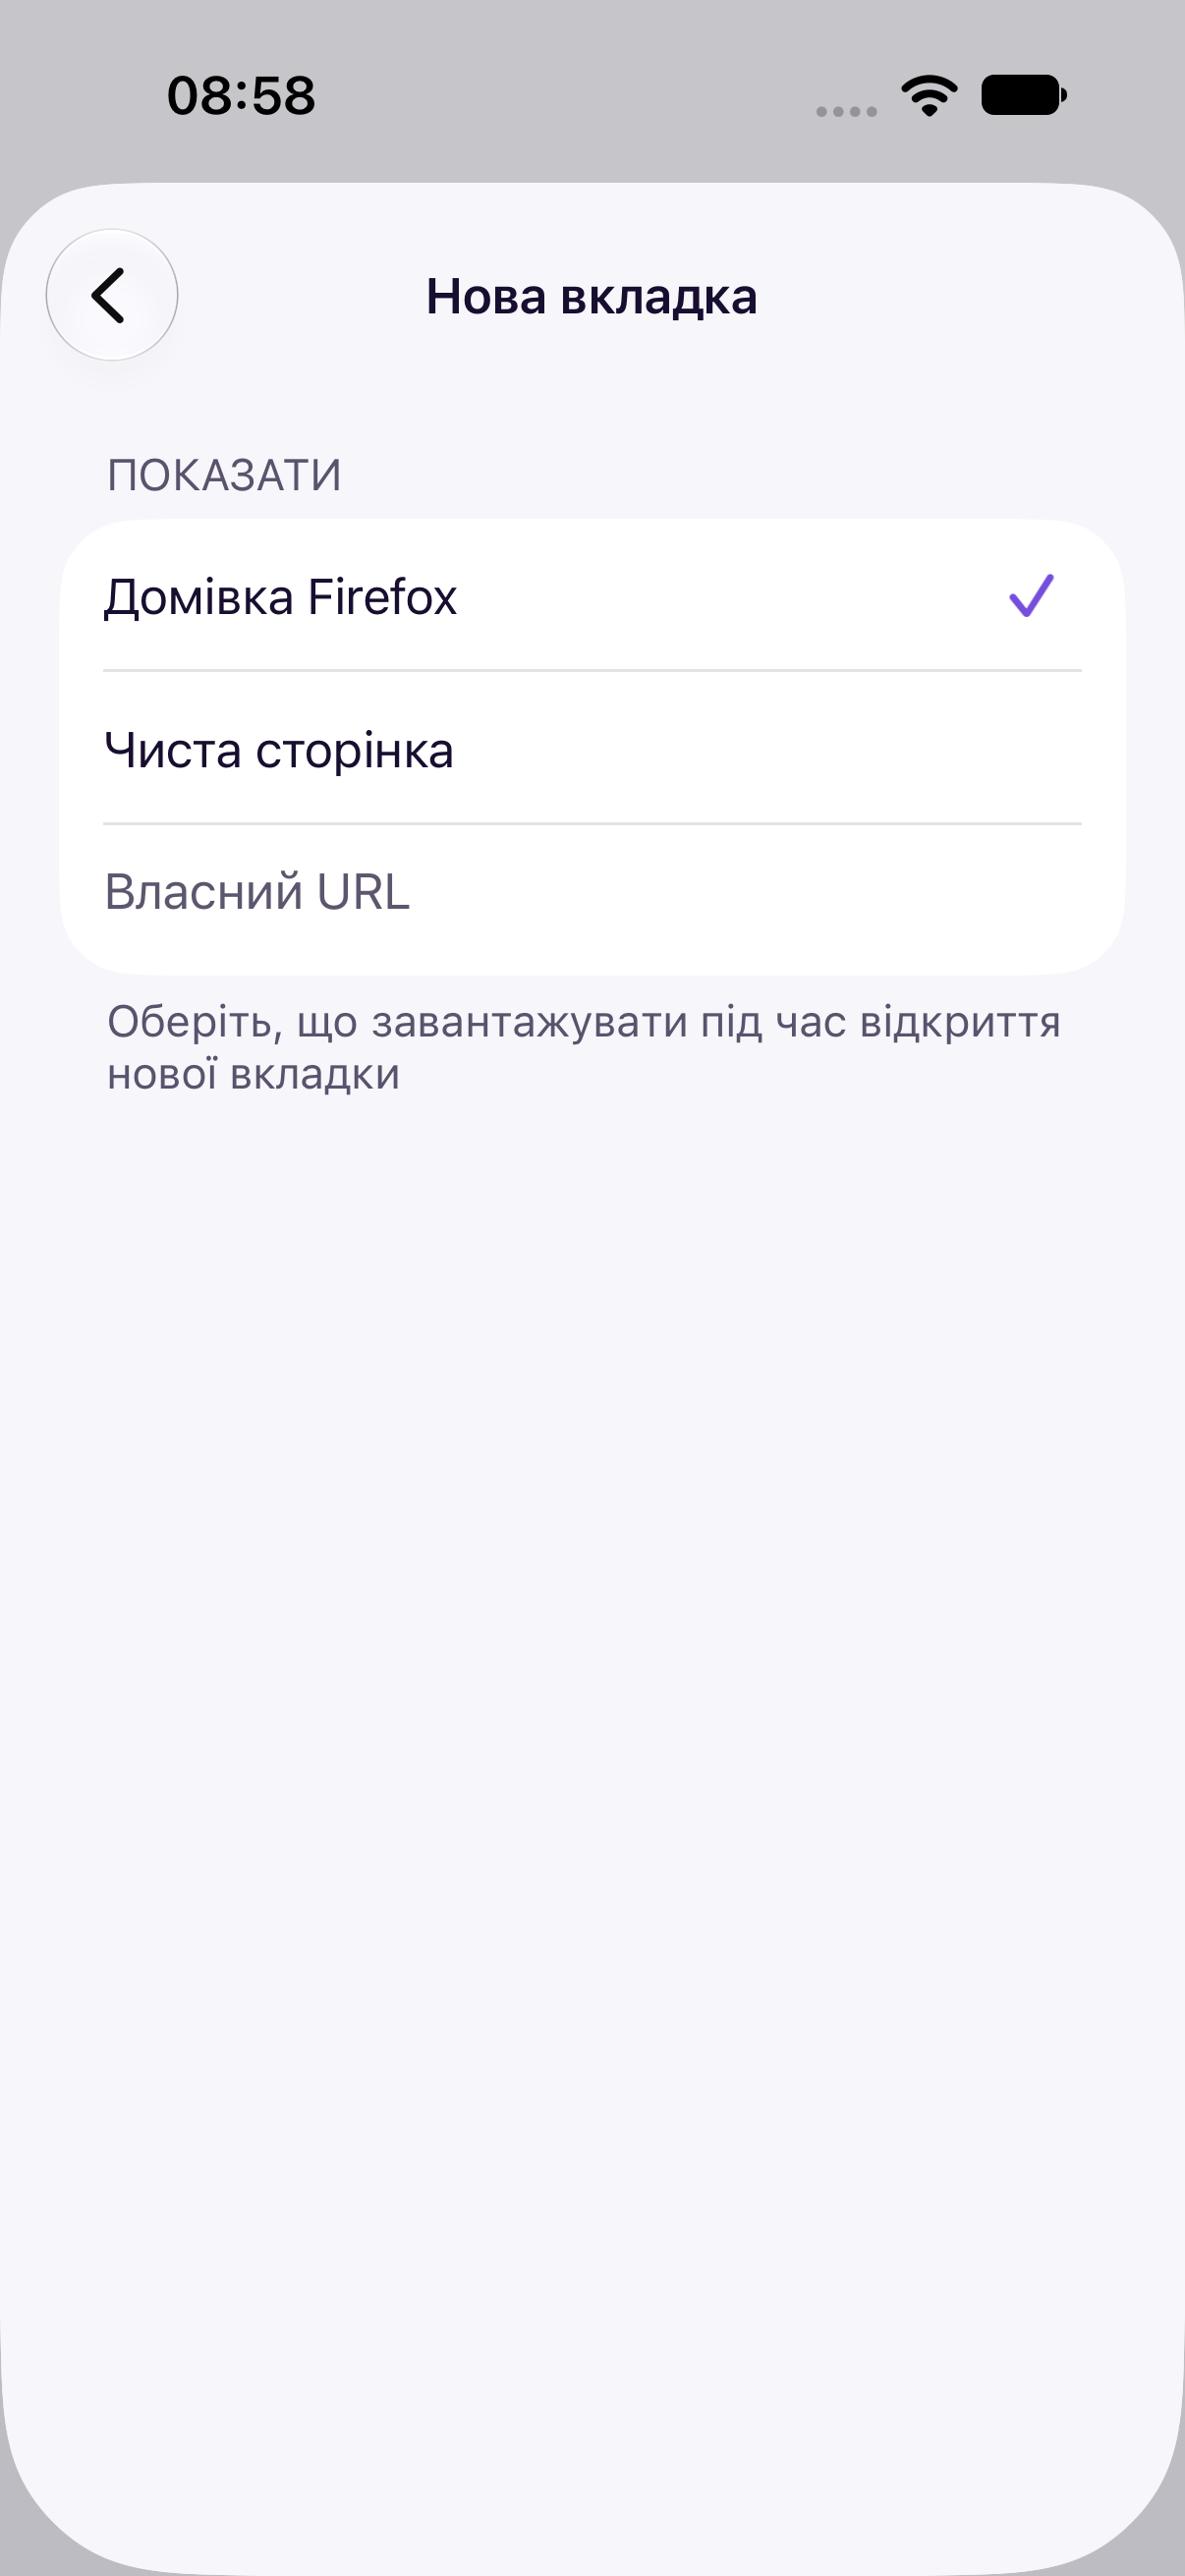 08:58
Нова вкладка
ПОКАЗАТИ
Домівка Firefox
Чиста сторінка
Власний URL
Оберіть, що завантажувати під час відкриття
нової вкладки